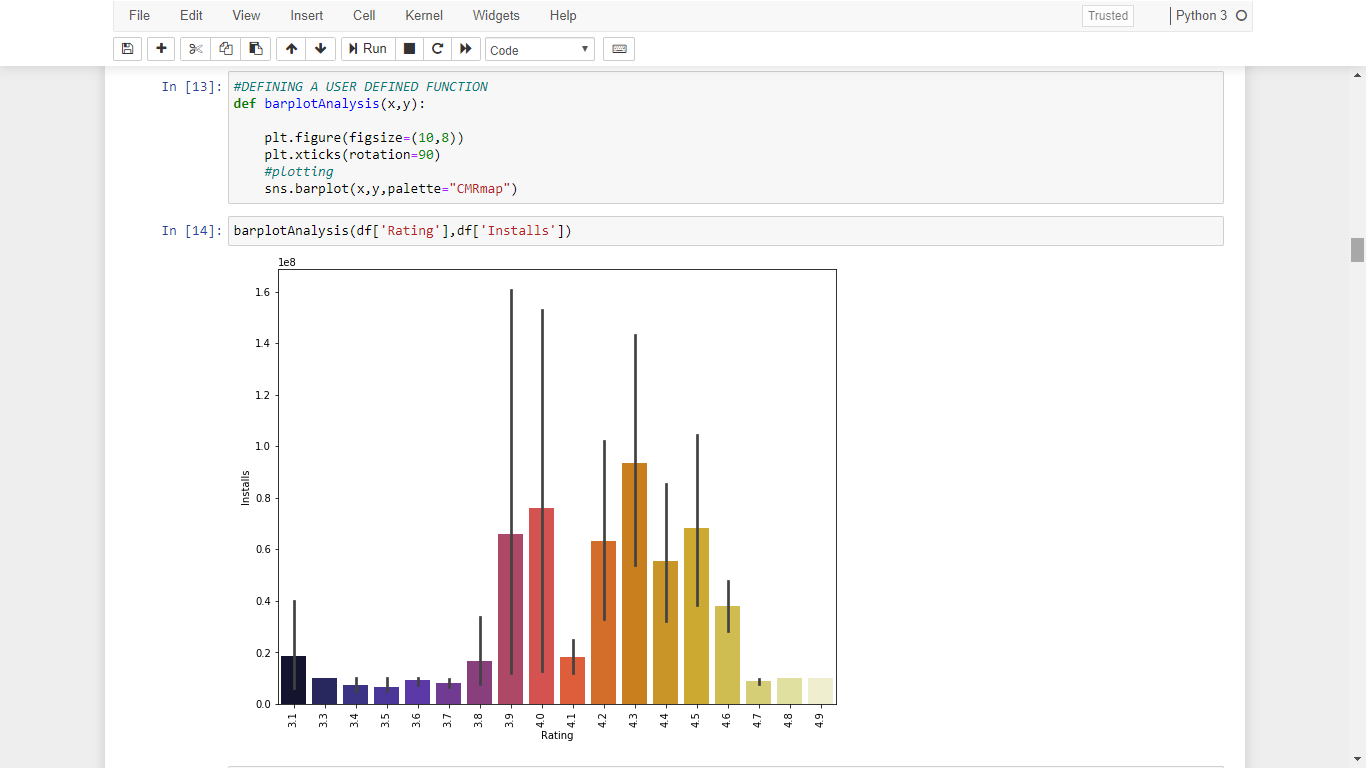 File Edit View Insert Cell Kernel Widgets Help Trusted Python 3
Run Code
In [13]: #DEFINING A USER DEFINED FUNCTION
def barplotAnalysis(x,y):
plt.figure(figsize=(10,8))
plt.xticks(rotation=90)
#plotting
sns.barplot(x,y,palette="CMRmap")
In [14]: barplotAnalysis(df['Rating'],df['Installs'])
1e8
1.6
1.4
1.2
1.0
0.8
0.6
0.4
0.2
0.0
Installs
3.1 3.3 3.4 3.5 3.6 3.7 3.8 3.9 4.0 4.1 4.2 4.3 4.4 4.5 4.6 4.7 4.8 4.9
Rating